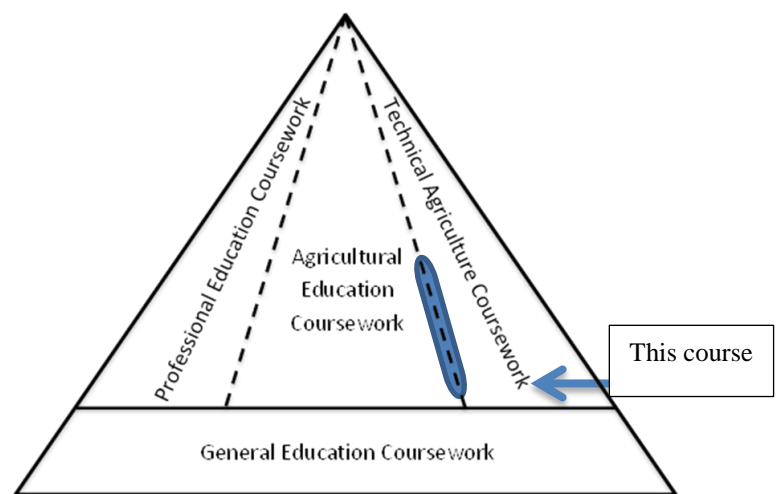 Professional Education Coursework
Technical Agriculture Coursework
Agricultural
Education
Coursework
This course
General Education Coursework